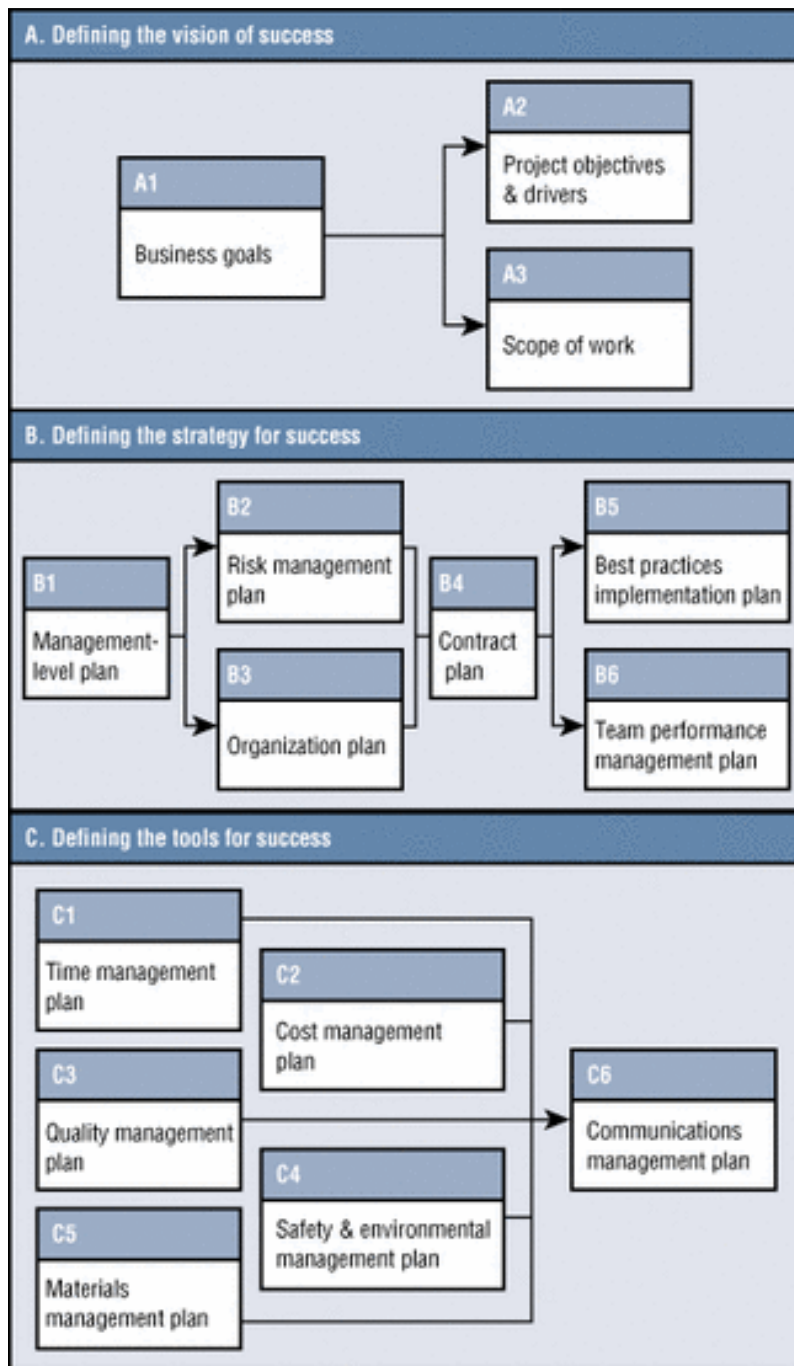 A. Defining the vision of success
A1
Business goals
A2
Project objectives
& drivers
A3
Scope of work
B. Defining the strategy for success
B1
Management-
level plan
B2
Risk management
plan
B3
Organization plan
B4
Contract
plan
B5
Best practices
implementation plan
B6
Team performance
management plan
C. Defining the tools for success
C1
Time management
plan
C2
Cost management
plan
C3
Quality management
plan
C4
Safety & environmental
management plan
C5
Materials
management plan
C6
Communications
management plan